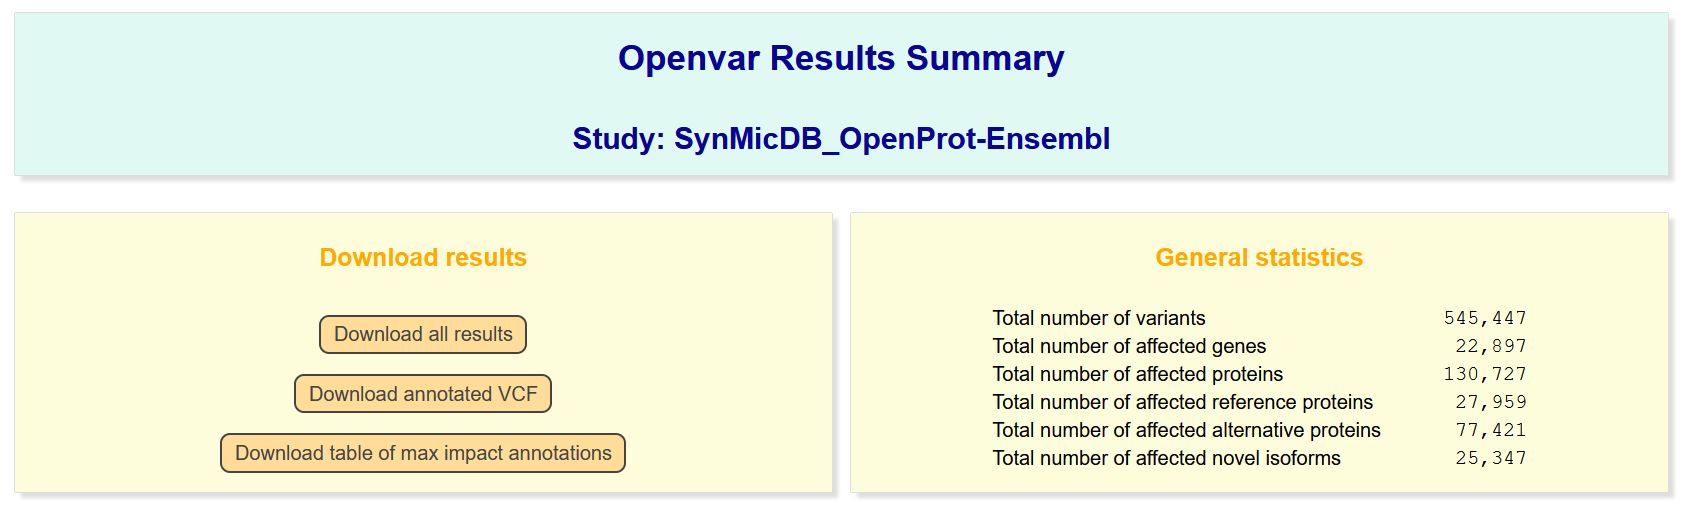 Openvar Results Summary
Study: SynMicDB_OpenProt-Ensembl
Download results
Download all results
Download annotated VCF
Download table of max impact annotations
General statistics
Total number of variants 545,447
Total number of affected genes 22,897
Total number of affected proteins 130,727
Total number of affected reference proteins 27,959
Total number of affected alternative proteins 77,421
Total number of affected novel isoforms 25,347